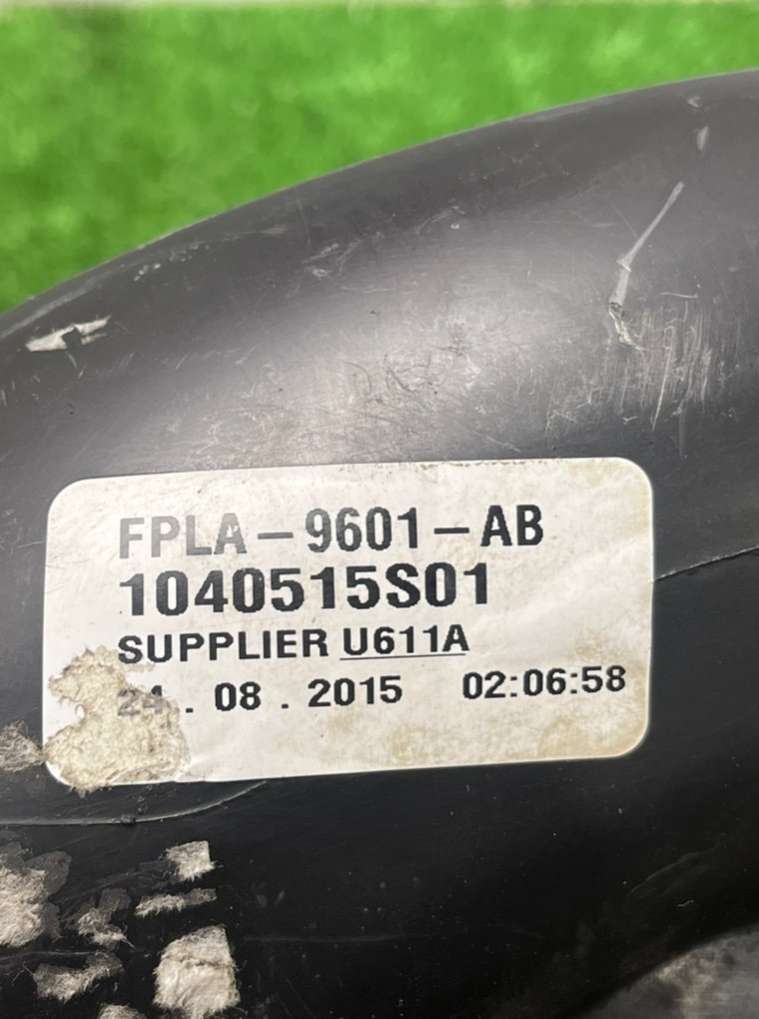 FPLA-9601-AB
1040515S01
SUPPLIER U611A
24 . 08 . 2015 02:06:58